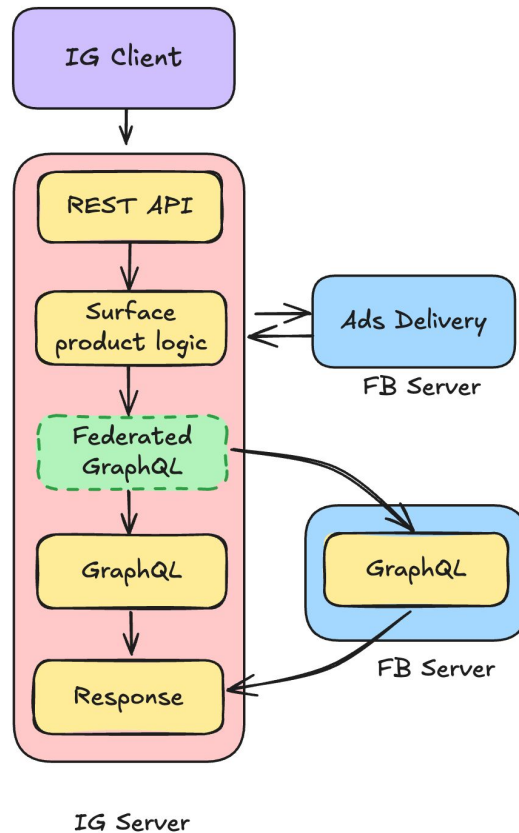 IG Client
REST API
Surface
product logic
Ads Delivery
FB Server
Federated
GraphQL
GraphQL
GraphQL
FB Server
Response
IG Server